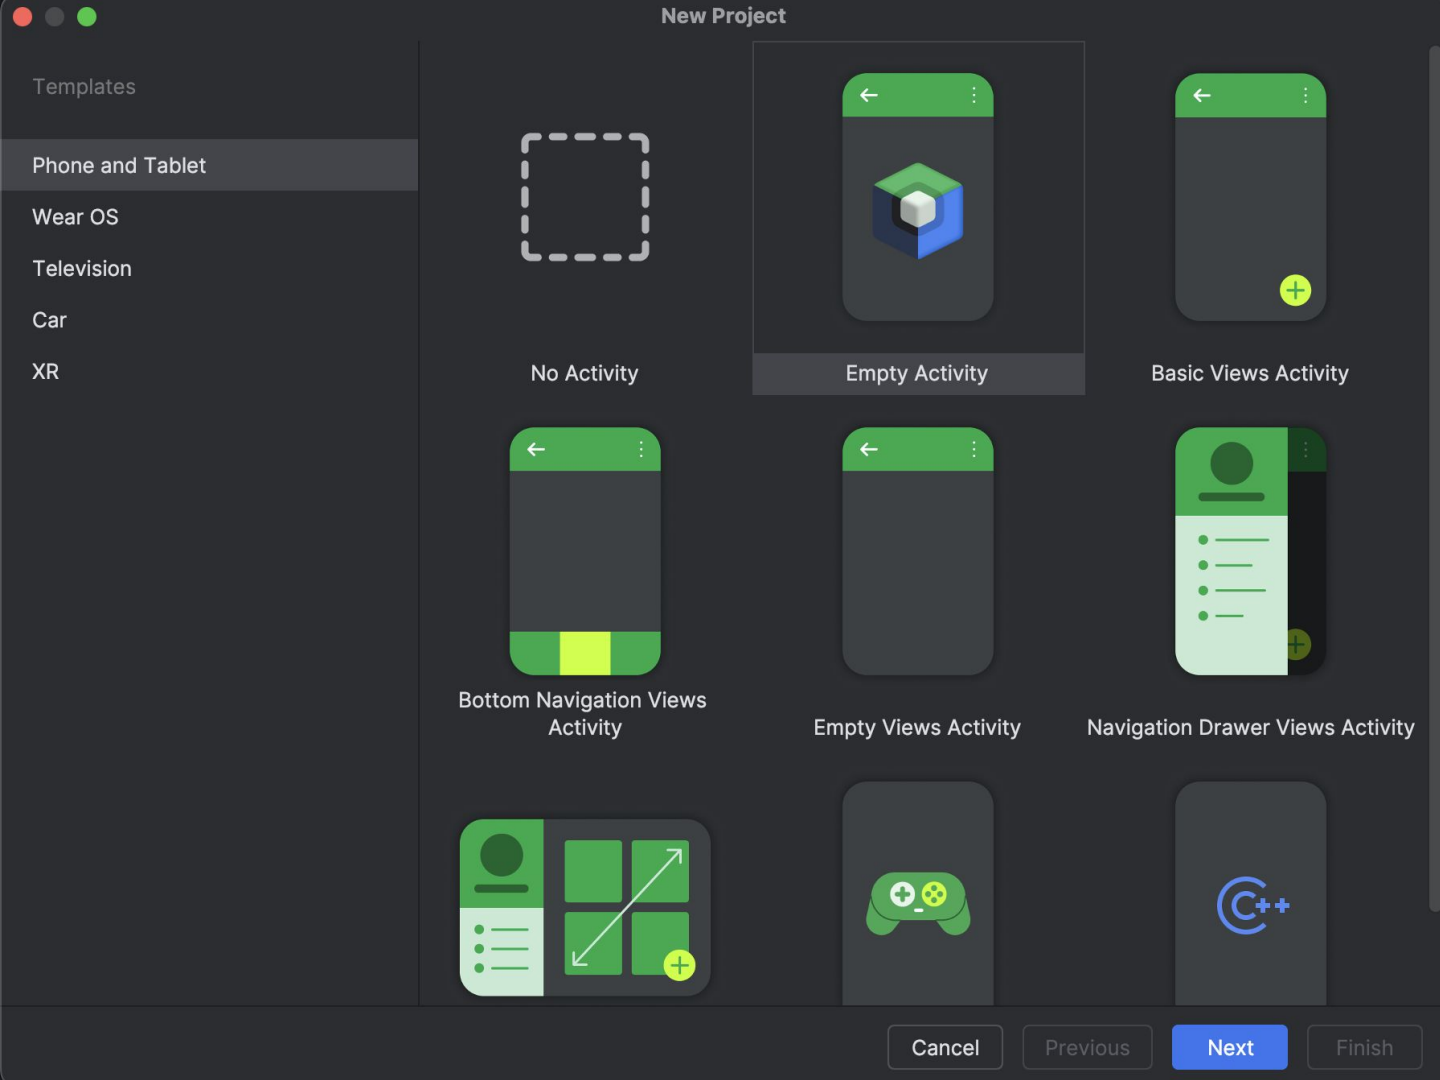 New Project
Templates
Phone and Tablet
Wear OS
Television
Car
XR
No Activity
Empty Activity
Basic Views Activity
Bottom Navigation Views
Activity
Empty Views Activity
Navigation Drawer Views Activity
C++
Cancel
Previous
Next
Finish